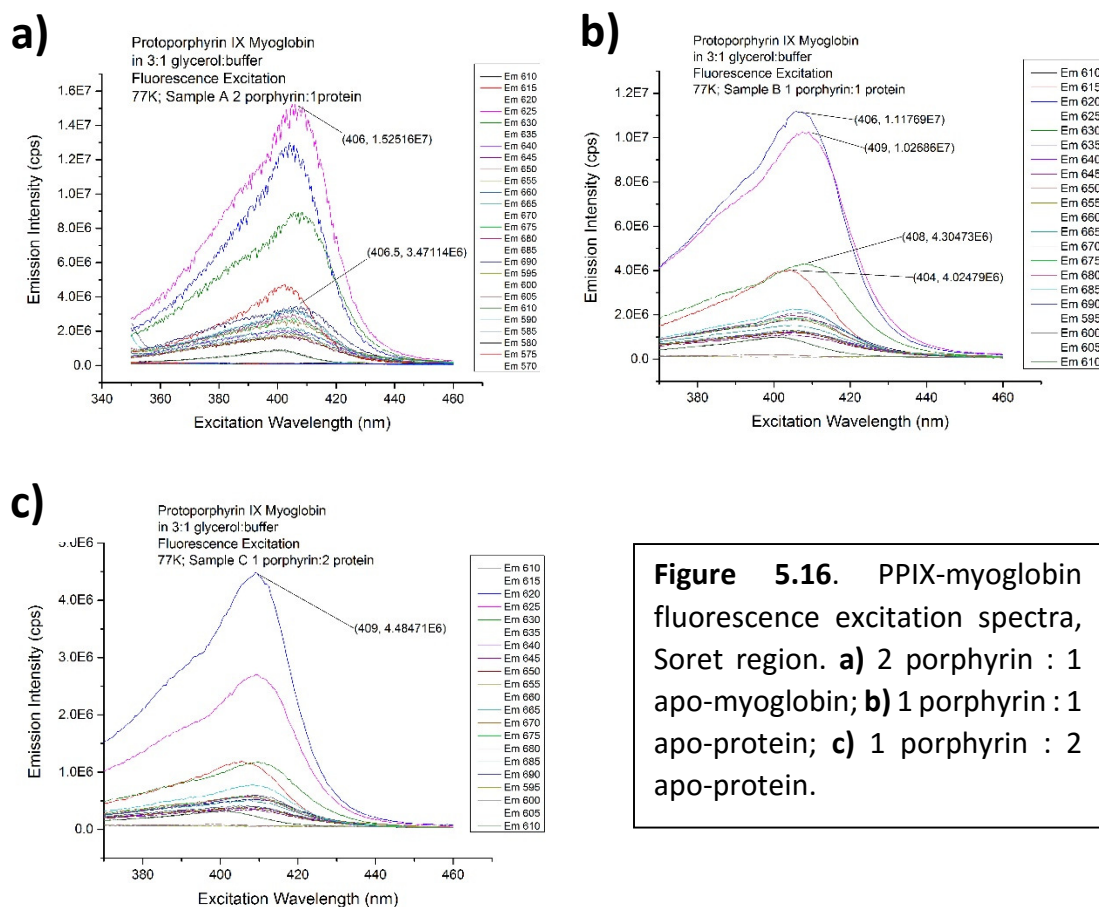 a)
Protoporphyrin IX Myoglobin
in 3:1 glycerol:buffer
Fluorescence Excitation
77K; Sample A 2 porphyrin:1protein
1.6E7
1.4E7
1.2E7
1.0E7
8.0E6
6.0E6
4.0E6
2.0E6
0.0
Emission Intensity (cps)
(406, 1.52516E7)
(406.5, 3.47114E6)
340
360
380
400
420
440
460
Excitation Wavelength (nm)
Em 610
Em 615
Em 620
Em 625
Em 630
Em 635
Em 640
Em 645
Em 650
Em 655
Em 660
Em 665
Em 670
Em 675
Em 680
Em 685
Em 690
Em 595
Em 600
Em 605
Em 610
Em 590
Em 585
Em 580
Em 575
Em 570
b)
Protoporphyrin IX Myoglobin
in 3:1 glycerol:buffer
Fluorescence Excitation
77K; Sample B 1 porphyrin:1 protein
1.2E7
1.0E7
8.0E6
6.0E6
4.0E6
2.0E6
0.0
Emission Intensity (cps)
(406, 1.11769E7)
(409, 1.02686E7)
(408, 4.30473E6)
(404, 4.02479E6)
380
400
420
440
460
Excitation Wavelength (nm)
Em 610
Em 615
Em 620
Em 625
Em 630
Em 635
Em 640
Em 645
Em 650
Em 655
Em 660
Em 665
Em 670
Em 675
Em 680
Em 685
Em 690
Em 595
Em 600
Em 605
Em 610
c)
Protoporphyrin IX Myoglobin
in 3:1 glycerol:buffer
Fluorescence Excitation
77K; Sample C 1 porphyrin:2 protein
5.0E6
4.0E6
3.0E6
2.0E6
1.0E6
0.0
Emission Intensity (cps)
(409, 4.48471E6)
380
400
420
440
460
Excitation Wavelength (nm)
Em 610
Em 615
Em 620
Em 625
Em 630
Em 635
Em 640
Em 645
Em 650
Em 655
Em 660
Em 665
Em 670
Em 675
Em 680
Em 685
Em 690
Em 595
Em 600
Em 605
Em 610
Figure 5.16. PPIX-myoglobin
fluorescence excitation spectra,
Soret region. a) 2 porphyrin : 1
apo-myoglobin; b) 1 porphyrin : 1
apo-protein; c) 1 porphyrin : 2
apo-protein.